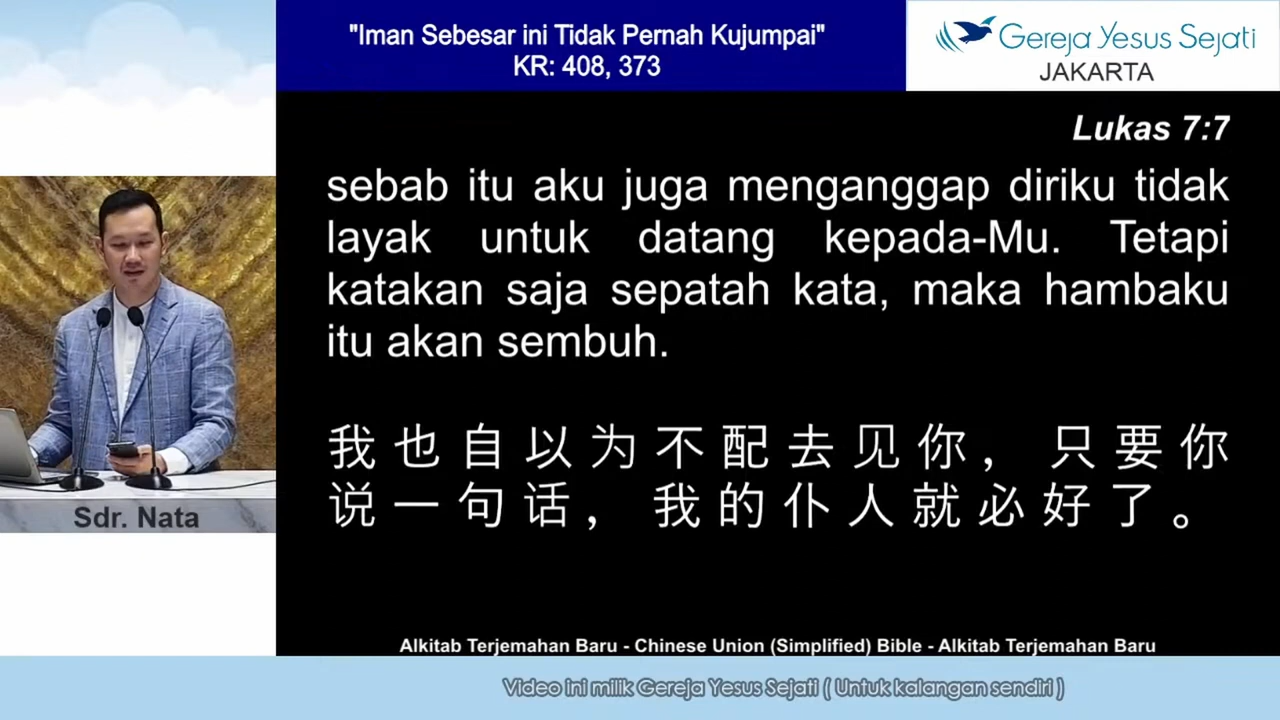 "Iman Sebesar ini Tidak Pernah Kujumpai"
KR: 408, 373
Gereja Yesus Sejati
JAKARTA
Lukas 7:7
sebab itu aku juga menganggap diriku tidak
layak untuk datang kepada-Mu. Tetapi
katakan saja sepatah kata, maka hambaku
itu akan sembuh.
我也自以为不配去见你，只要你
说一句话，我的仆人就必好了。
Sdr. Nata
Alkitab Terjemahan Baru - Chinese Union (Simplified) Bible - Alkitab Terjemahan Baru
Video ini milik Gereja Yesus Sejati ( Untuk kalangan sendiri )